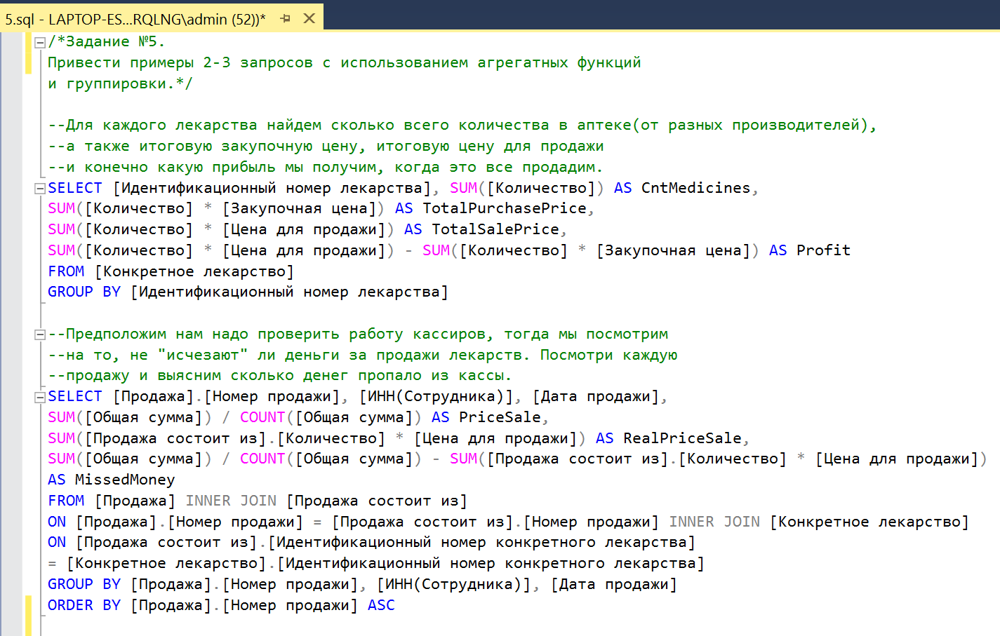 5.sql - LAPTOP-ES...RQLNG\admin (52))*
/*Задание №5.
Привести примеры 2-3 запросов с использованием агрегатных функций
и группировки.*/
--Для каждого лекарства найдем сколько всего количества в аптеке(от разных производителей),
--а также итоговую закупочную цену, итоговую цену для продажи
--и конечно какую прибыль мы получим, когда это все продадим.
SELECT [Идентификационный номер лекарства], SUM([Количество]) AS CntMedicines,
SUM([Количество] * [Закупочная цена]) AS TotalPurchasePrice,
SUM([Количество] * [Цена для продажи]) AS TotalSalePrice,
SUM([Количество] * [Цена для продажи]) - SUM([Количество] * [Закупочная цена]) AS Profit
FROM [Конкретное лекарство]
GROUP BY [Идентификационный номер лекарства]
--Предположим нам надо проверить работу кассиров, тогда мы посмотрим
--на то, не "исчезают" ли деньги за продажи лекарств. Посмотри каждую
--продажу и выясним сколько денег пропало из кассы.
SELECT [Продажа].[Номер продажи], [ИНН(Сотрудника)], [Дата продажи],
SUM([Общая сумма]) / COUNT([Общая сумма]) AS PriceSale,
SUM([Продажа состоит из].[Количество] * [Цена для продажи]) AS RealPriceSale,
SUM([Общая сумма]) / COUNT([Общая сумма]) - SUM([Продажа состоит из].[Количество] * [Цена для продажи])
AS MissedMoney
FROM [Продажа] INNER JOIN [Продажа состоит из]
ON [Продажа].[Номер продажи] = [Продажа состоит из].[Номер продажи] INNER JOIN [Конкретное лекарство]
ON [Продажа состоит из].[Идентификационный номер конкретного лекарства]
= [Конкретное лекарство].[Идентификационный номер конкретного лекарства]
GROUP BY [Продажа].[Номер продажи], [ИНН(Сотрудника)], [Дата продажи]
ORDER BY [Продажа].[Номер продажи] ASC